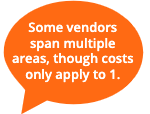 Some vendors
span multiple
areas, though costs
only apply to 1.